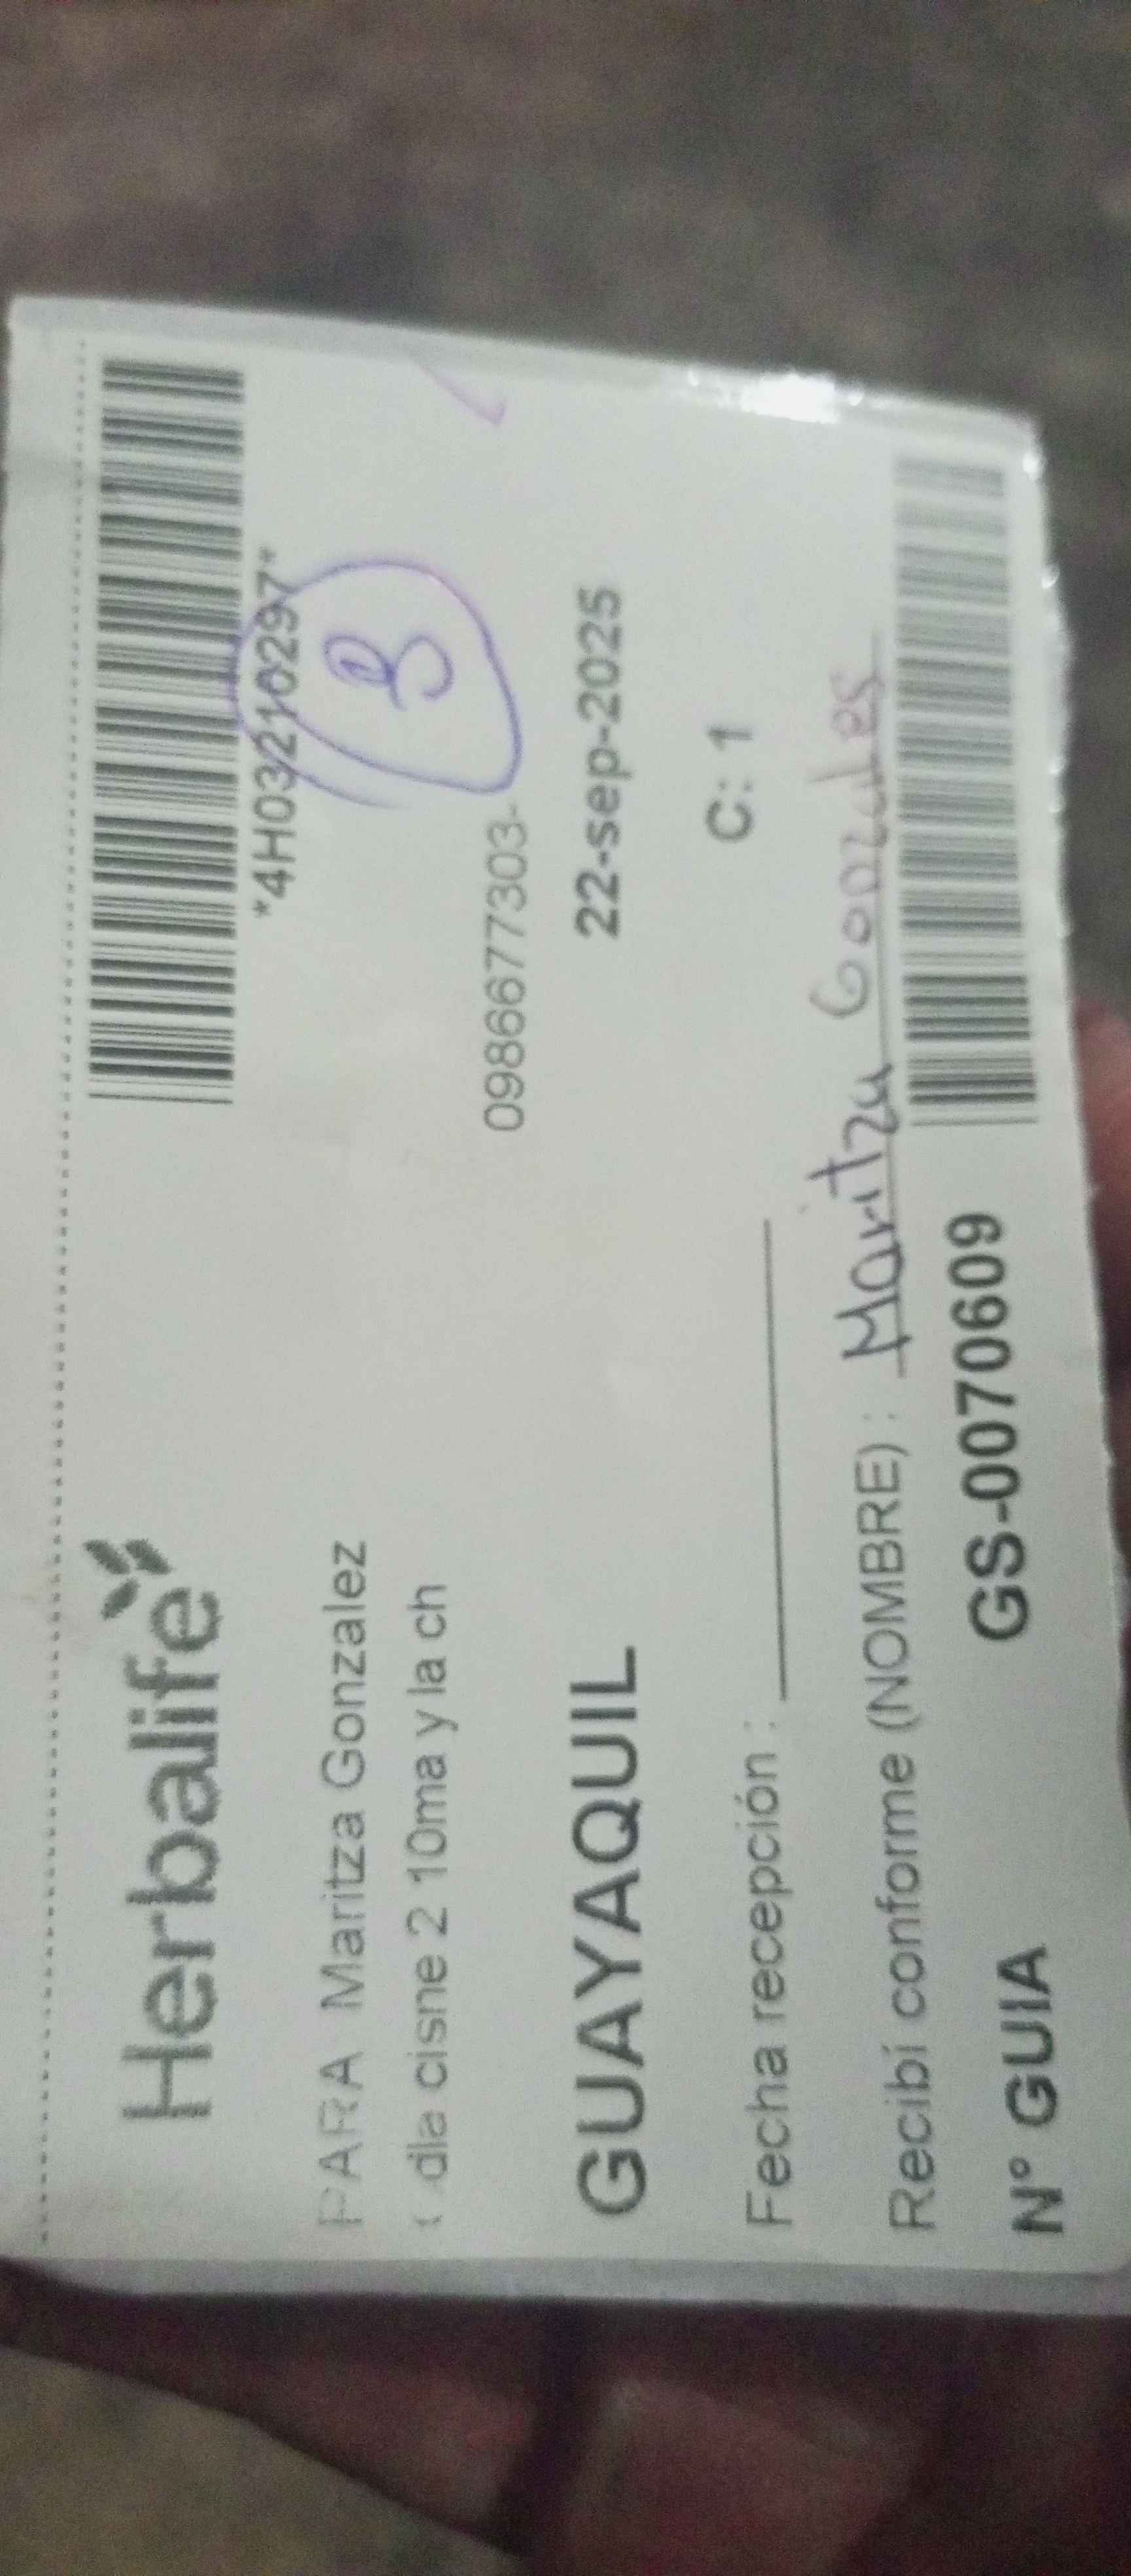 Herbalife
*4H03210297*
3
PARA Maritza Gonzalez
dla cisne 2 10ma y la ch
0986677303-
GUAYAQUIL 22-sep-2025
Fecha recepción : C: 1
Recibí conforme (NOMBRE) : Maritza Gonzales
N° GUIA GS-0070609